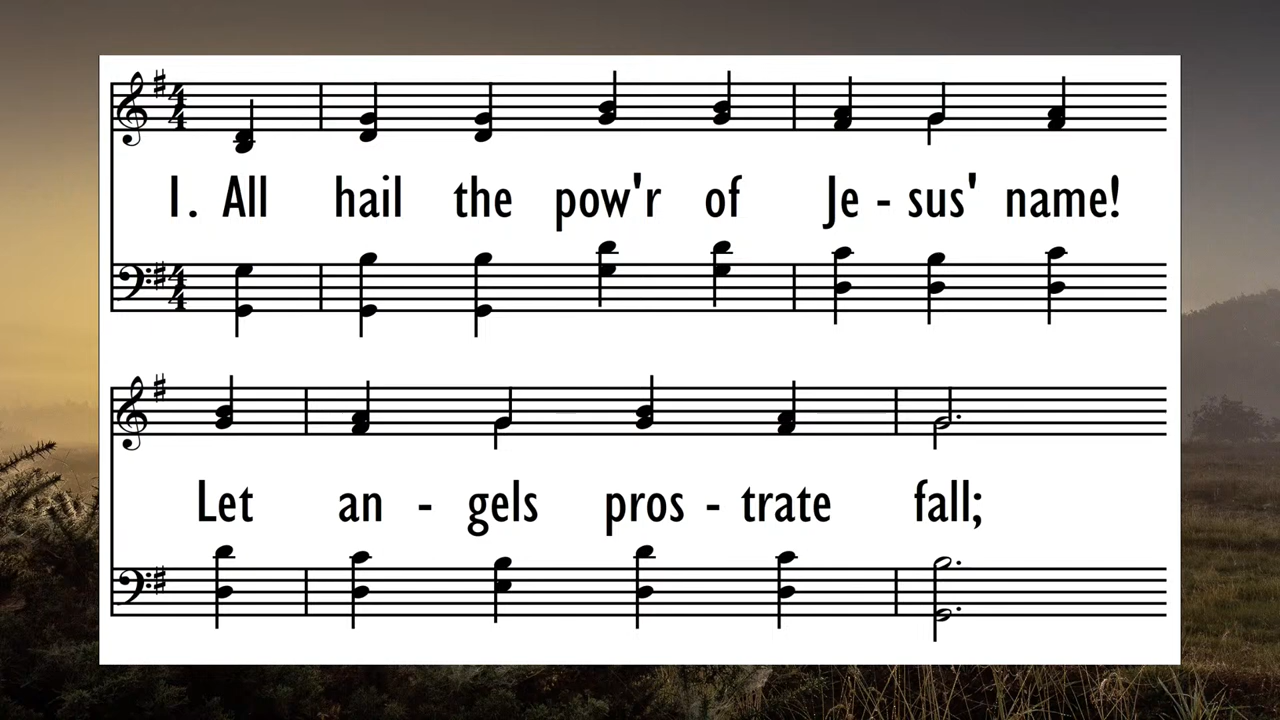 1. All hail the pow'r of Je - sus' name!
Let an - gels pros - trate fall;